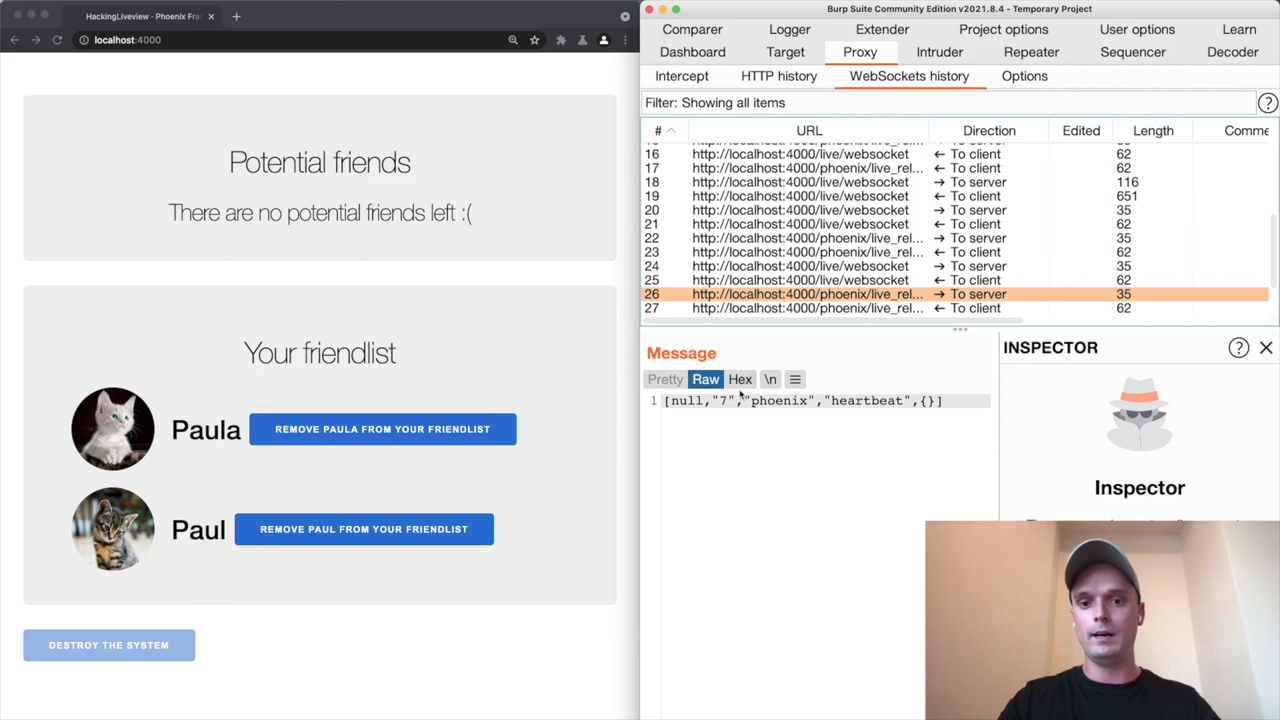 HackingLiveview · Phoenix Fra
localhost:4000
Potential friends
There are no potential friends left :(
Your friendlist
Paula
REMOVE PAULA FROM YOUR FRIENDLIST
Paul
REMOVE PAUL FROM YOUR FRIENDLIST
DESTROY THE SYSTEM
Burp Suite Community Edition v2021.8.4 - Temporary Project
Comparer Logger Extender Project options User options Learn
Dashboard Target Proxy Intruder Repeater Sequencer Decoder
Intercept HTTP history WebSockets history Options
Filter: Showing all items
# URL Direction Edited Length Comme
16 http://localhost:4000/live/websocket ← To client 62
17 http://localhost:4000/phoenix/live_rel... ← To client 62
18 http://localhost:4000/live/websocket → To server 116
19 http://localhost:4000/live/websocket ← To client 651
20 http://localhost:4000/live/websocket → To server 35
21 http://localhost:4000/live/websocket ← To client 62
22 http://localhost:4000/phoenix/live_rel... → To server 35
23 http://localhost:4000/phoenix/live_rel... ← To client 62
24 http://localhost:4000/live/websocket → To server 35
25 http://localhost:4000/live/websocket ← To client 62
26 http://localhost:4000/phoenix/live_rel... → To server 35
27 http://localhost:4000/phoenix/live_rel... ← To client 62
Message
Pretty Raw Hex \n
1 [null,"7","phoenix","heartbeat",{}]
INSPECTOR
Inspector